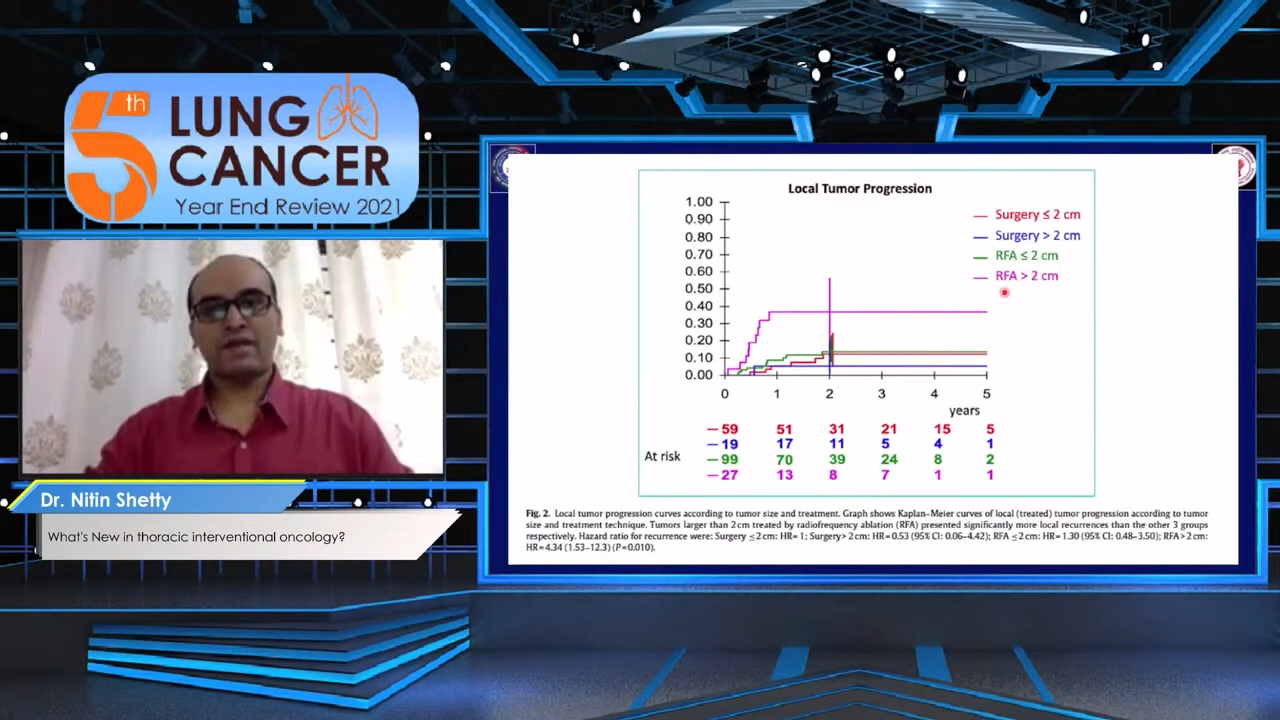 5th
LUNG
CANCER
Year End Review 2021
Dr. Nitin Shetty
What's New in thoracic interventional oncology?
Local Tumor Progression
Surgery ≤ 2 cm
Surgery > 2 cm
RFA ≤ 2 cm
RFA > 2 cm
1.00
0.90
0.80
0.70
0.60
0.50
0.40
0.30
0.20
0.10
0.00
0 1 2 3 4 5
years
At risk
— 59 51 31 21 15 5
— 19 17 11 5 4 1
— 99 70 39 24 8 2
— 27 13 8 7 1 1
Fig. 2. Local tumor progression curves according to tumor size and treatment. Graph shows Kaplan–Meier curves of local (treated) tumor progression according to tumor
size and treatment technique. Tumors larger than 2 cm treated by radiofrequency ablation (RFA) presented significantly more local recurrences than the other 3 groups
respectively. Hazard ratio for recurrence were: Surgery ≤ 2 cm: HR = 1; Surgery > 2 cm: HR = 0.53 (95% CI: 0.06–4.42); RFA ≤ 2 cm: HR = 1.30 (95% CI: 0.48–3.50); RFA > 2 cm:
HR = 4.34 (1.53–12.3) (P = 0.010).